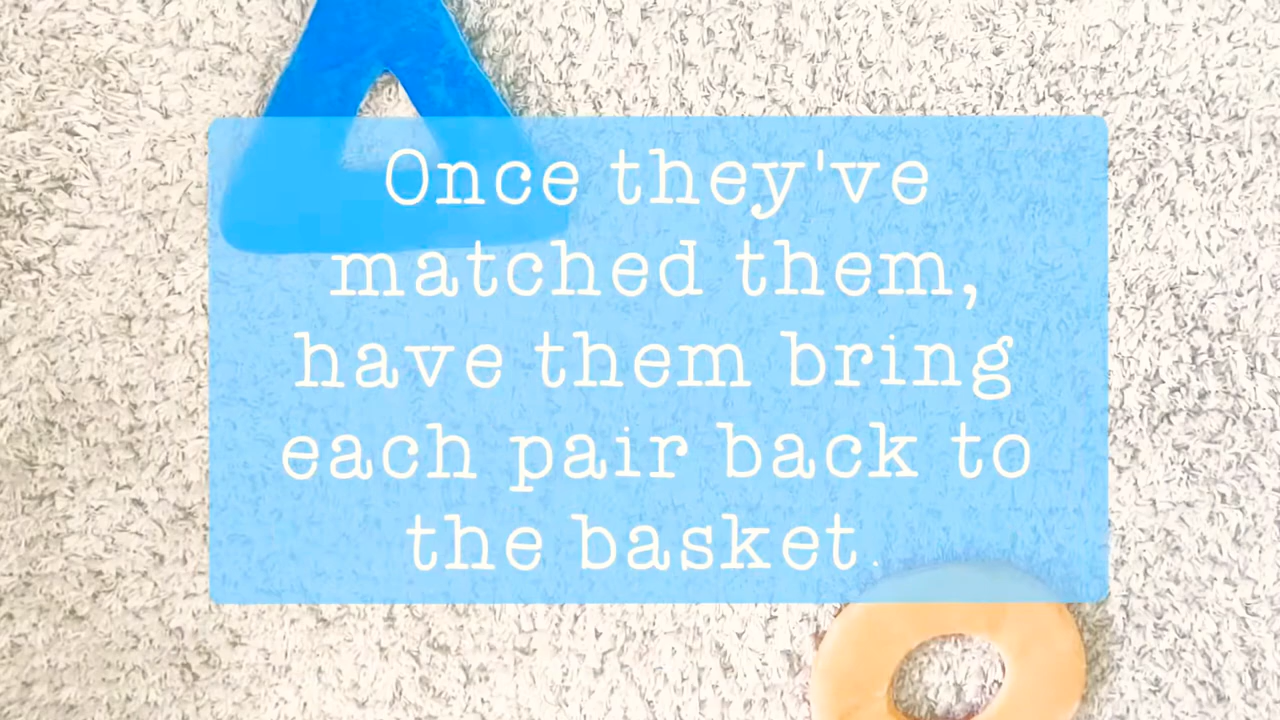 Once they've
matched them,
have them bring
each pair back to
the basket.